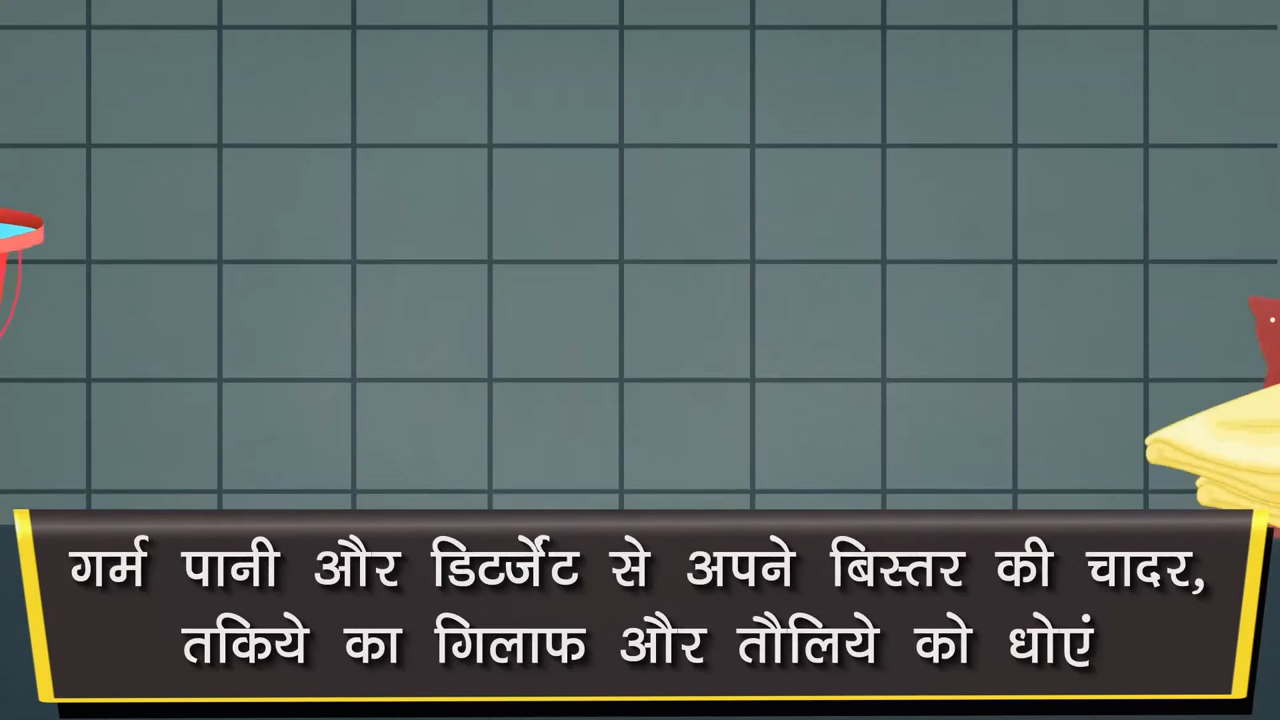 गर्म पानी और डिटर्जेंट से अपने बिस्तर की चादर,
तकिये का गिलाफ और तौलिये को धोएं